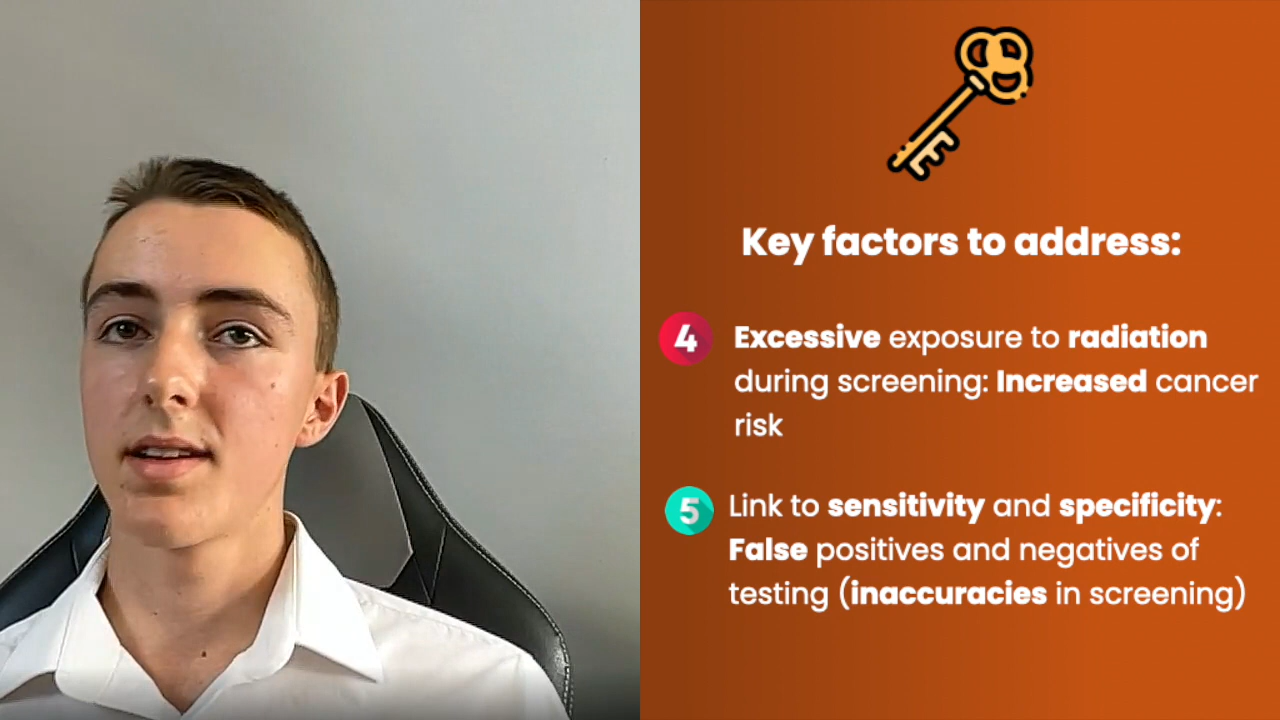 Key factors to address:
4
Excessive exposure to radiation
during screening: Increased cancer
risk
5
Link to sensitivity and specificity:
False positives and negatives of
testing (inaccuracies in screening)